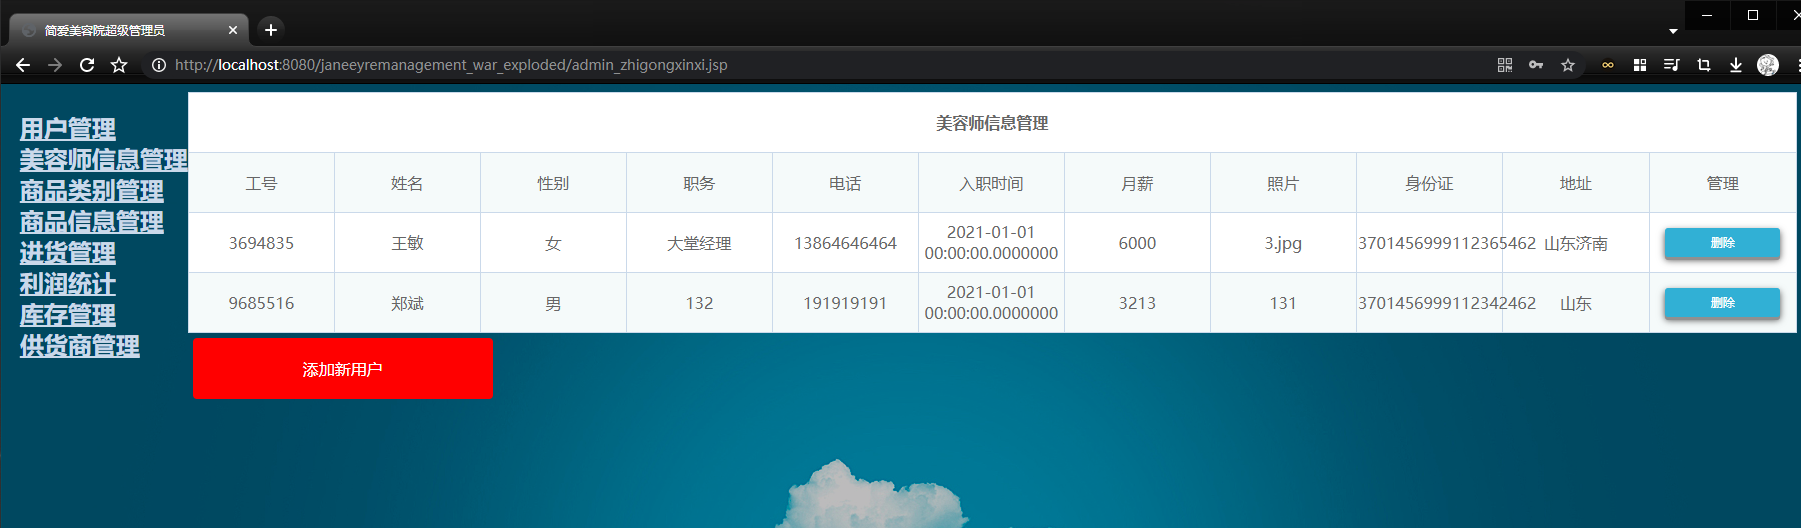 简爱美容院超级管理员
http://localhost:8080/janeeyremanagement_war_exploded/admin_zhigongxinxi.jsp
用户管理
美容师信息管理
商品类别管理
商品信息管理
进货管理
利润统计
库存管理
供货商管理
美容师信息管理
工号 姓名 性别 职务 电话 入职时间 月薪 照片 身份证 地址 管理
3694835 王敏 女 大堂经理 13864646464 2021-01-01 00:00:00.0000000 6000 3.jpg 3701456999112365462 山东济南 删除
9685516 郑斌 男 132 191919191 2021-01-01 00:00:00.0000000 3213 131 3701456999112342462 山东 删除
添加新用户